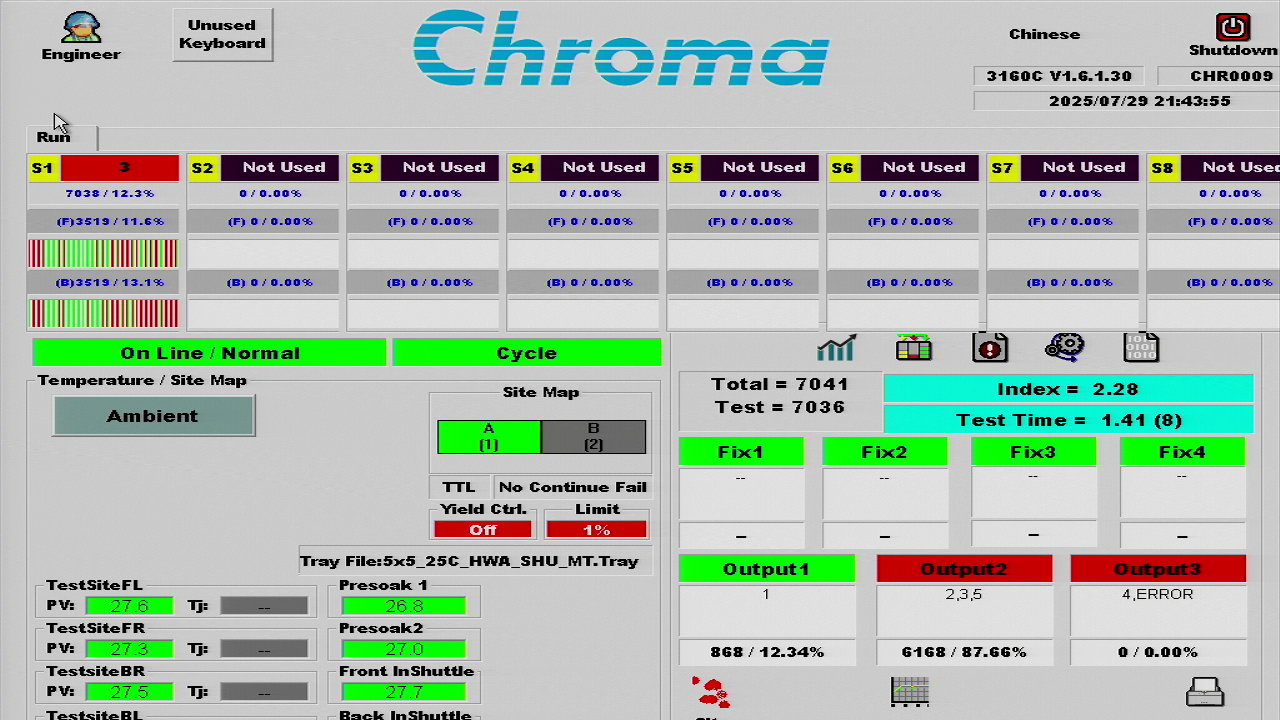 Engineer
Unused Keyboard
Chroma
Chinese
Shutdown
3160C V1.6.1.30
CHR0009
2025/07/29 21:43:55
Run
S1 3 S2 Not Used S3 Not Used S4 Not Used S5 Not Used S6 Not Used S7 Not Used S8 Not Use
7038 / 12.3% 0 / 0.00% 0 / 0.00% 0 / 0.00% 0 / 0.00% 0 / 0.00% 0 / 0.00% 0 / 0.00%
(F)3519 / 11.6% (F) 0 / 0.00% (F) 0 / 0.00% (F) 0 / 0.00% (F) 0 / 0.00% (F) 0 / 0.00% (F) 0 / 0.00% (F) 0 / 0.00%
(B)3519 / 13.1% (B) 0 / 0.00% (B) 0 / 0.00% (B) 0 / 0.00% (B) 0 / 0.00% (B) 0 / 0.00% (B) 0 / 0.00% (B) 0 / 0.00%
On Line / Normal
Cycle
Temperature / Site Map
Ambient
Site Map
A B
(1) (2)
TTL No Continue Fail
Yield Ctrl. Limit
Off 1%
Tray File:5x5_25C_HWA_SHU_MT.Tray
TestSiteFL
PV: 27.6 Tj: --
TestSiteFR
PV: 27.3 Tj: --
TestsiteBR
PV: 27.5 Tj: --
TestsiteBL
Presoak 1
26.8
Presoak2
27.0
Front InShuttle
27.7
Back InShuttle
Total = 7041
Test = 7036
Index = 2.28
Test Time = 1.41 (8)
Fix1 Fix2 Fix3 Fix4
-- -- -- --
-- -- -- --
Output1 Output2 Output3
1 2,3,5 4,ERROR
868 / 12.34% 6168 / 87.66% 0 / 0.00%